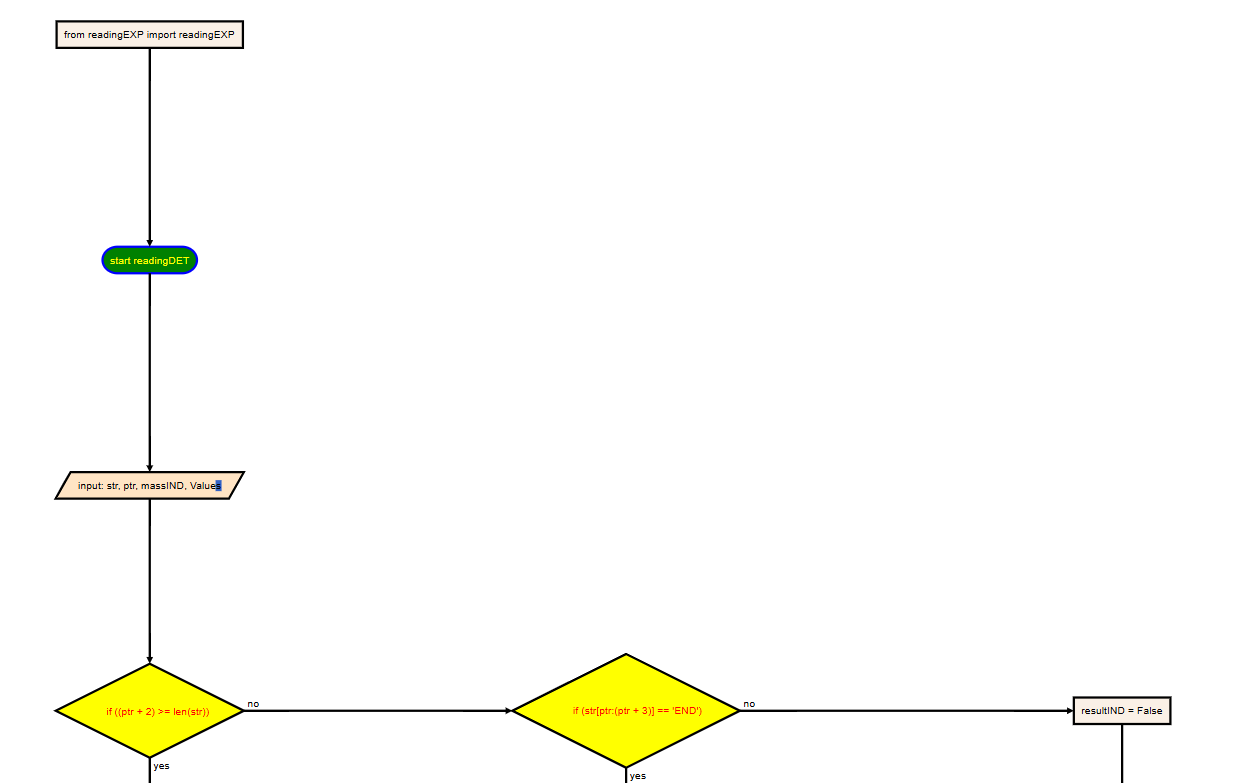 from readingEXP import readingEXP
start readingDET
input: str, ptr, massIND, Values
if ((ptr + 2) >= len(str))
no
if (str[ptr:(ptr + 3)] == 'END')
no
resultIND = False
yes
yes